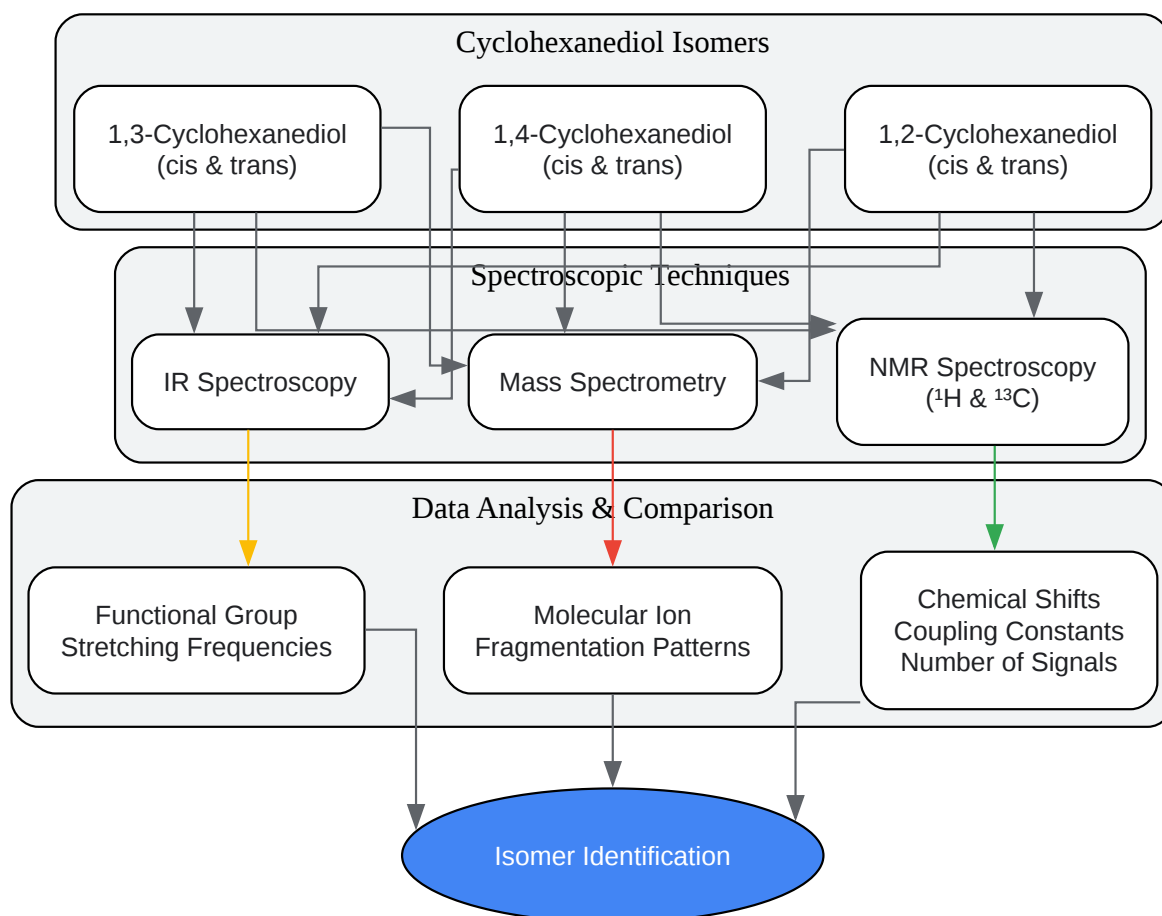 Cyclohexanediol Isomers
1,3-Cyclohexanediol
(cis & trans)
1,4-Cyclohexanediol
(cis & trans)
1,2-Cyclohexanediol
(cis & trans)
Spectroscopic Techniques
IR Spectroscopy
Mass Spectrometry
NMR Spectroscopy
(¹H & ¹³C)
Data Analysis & Comparison
Functional Group
Stretching Frequencies
Molecular Ion
Fragmentation Patterns
Chemical Shifts
Coupling Constants
Number of Signals
Isomer Identification